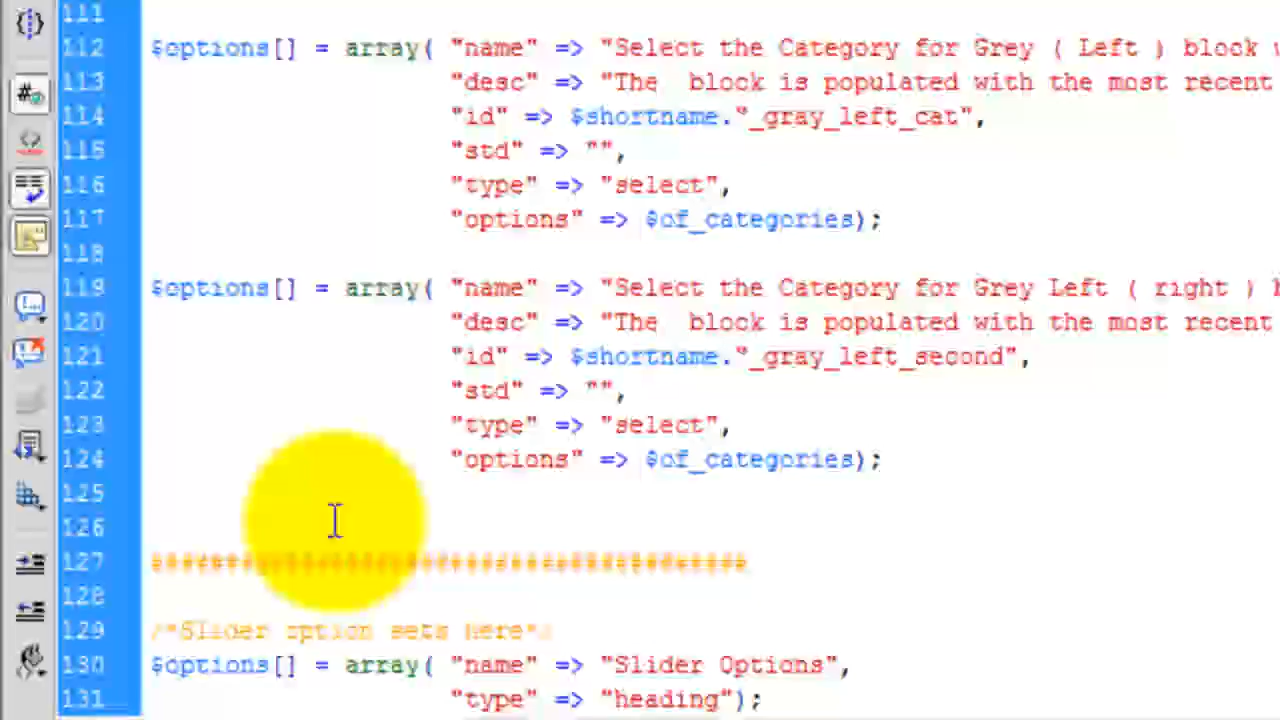 111
112 $options[] = array( "name" => "Select the Category for Grey ( Left ) block
113 "desc" => "The  block is populated with the most recent
114 "id" => $shortname."_gray_left_cat",
115 "std" => "",
116 "type" => "select",
117 "options" => $of_categories);
118
119 $options[] = array( "name" => "Select the Category for Grey Left ( right )
120 "desc" => "The  block is populated with the most recent
121 "id" => $shortname."_gray_left_second",
122 "std" => "",
123 "type" => "select",
124 "options" => $of_categories);
125
126
127
128
129 /*Slider option sets here*/
130 $options[] = array( "name" => "Slider Options",
131 "type" => "heading");